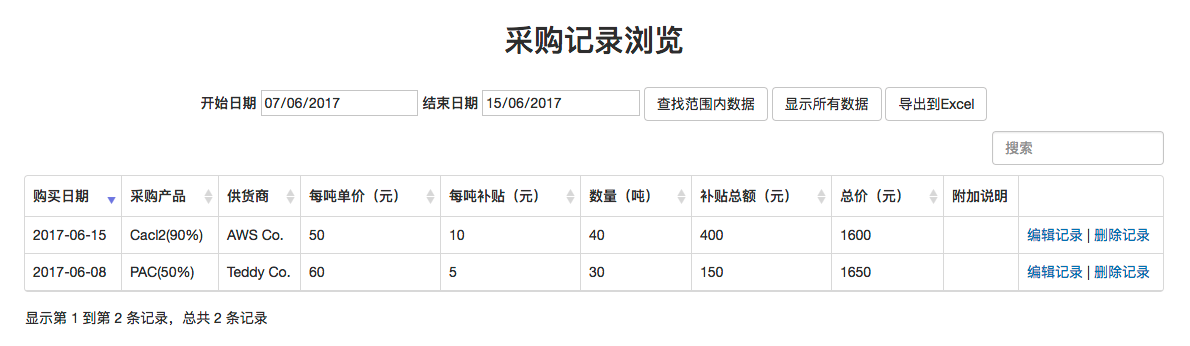 采购记录浏览
开始日期 07/06/2017 结束日期 15/06/2017 查找范围内数据 显示所有数据 导出到Excel
搜索
购买日期 采购产品 供货商 每吨单价（元） 每吨补贴（元） 数量（吨） 补贴总额（元） 总价（元） 附加说明
2017-06-15 Cacl2(90%) AWS Co. 50 10 40 400 1600 编辑记录 | 删除记录
2017-06-08 PAC(50%) Teddy Co. 60 5 30 150 1650 编辑记录 | 删除记录
显示第 1 到第 2 条记录，总共 2 条记录